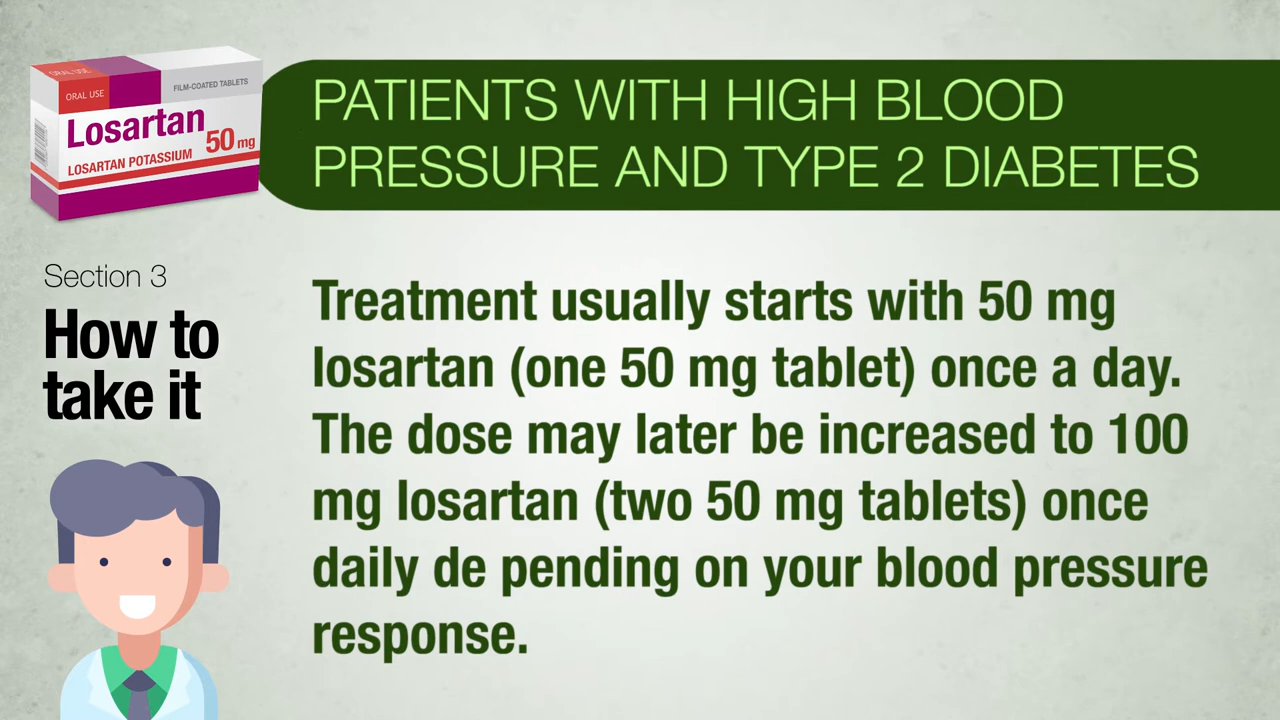 ORAL USE
ORAL USE
FILM-COATED TABLETS
Losartan
50 mg
LOSARTAN POTASSIUM
PATIENTS WITH HIGH BLOOD
PRESSURE AND TYPE 2 DIABETES
Section 3
How to
take it
Treatment usually starts with 50 mg
losartan (one 50 mg tablet) once a day.
The dose may later be increased to 100
mg losartan (two 50 mg tablets) once
daily de pending on your blood pressure
response.